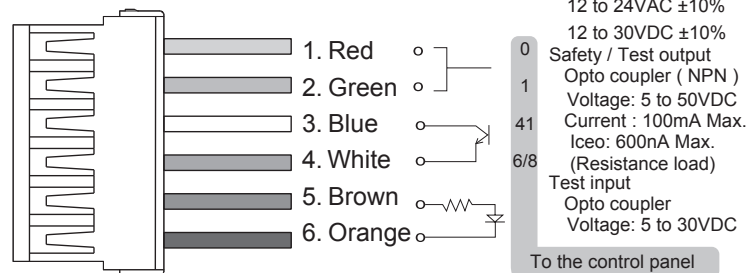 12 to 24VAC ±10%
12 to 30VDC ±10%
1. Red
2. Green
3. Blue
4. White
5. Brown
6. Orange
0
1
41
6/8
Safety / Test output
Opto coupler ( NPN )
Voltage: 5 to 50VDC
Current : 100mA Max.
Iceo: 600nA Max.
(Resistance load)
Test input
Opto coupler
Voltage: 5 to 30VDC
To the control panel